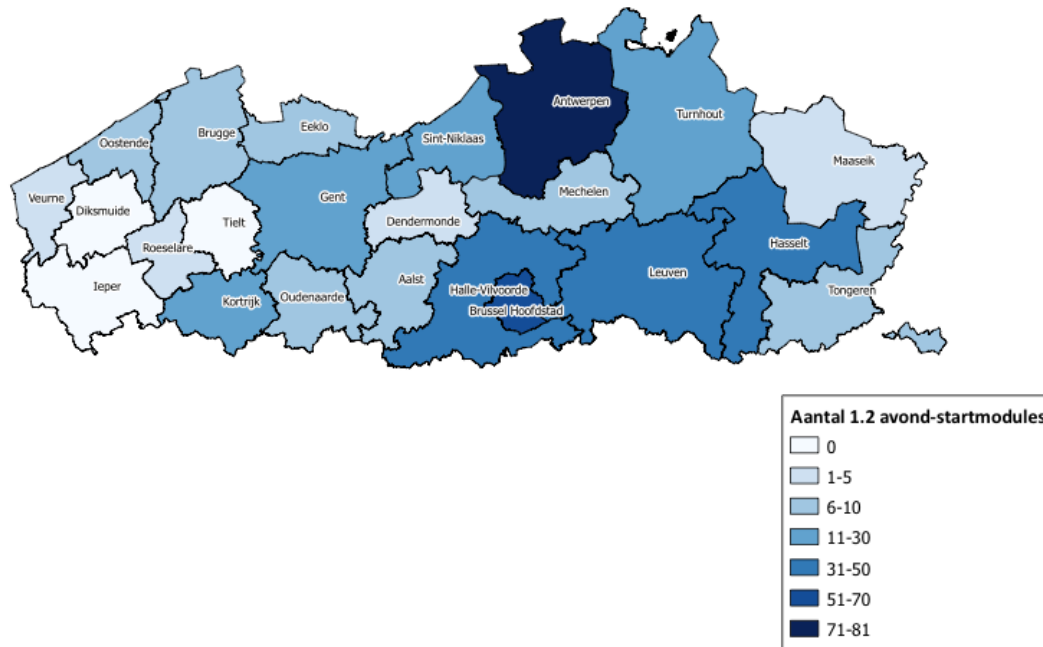 Antwerpen
Turnhout
Eeklo
Brugge
Sint-Niklaas
Oostende
Maaseik
Mechelen
Veurne
Gent
Diksmuide
Tielt
Dendermonde
Roeselare
Hasselt
Leuven
Aalst
Ieper
Halle-Vilvoorde
Tongeren
Oudenaarde
Kortrijk
Brussel Hoofdstad
Aantal 1.2 avond-startmodules
0
1-5
6-10
11-30
31-50
51-70
71-81